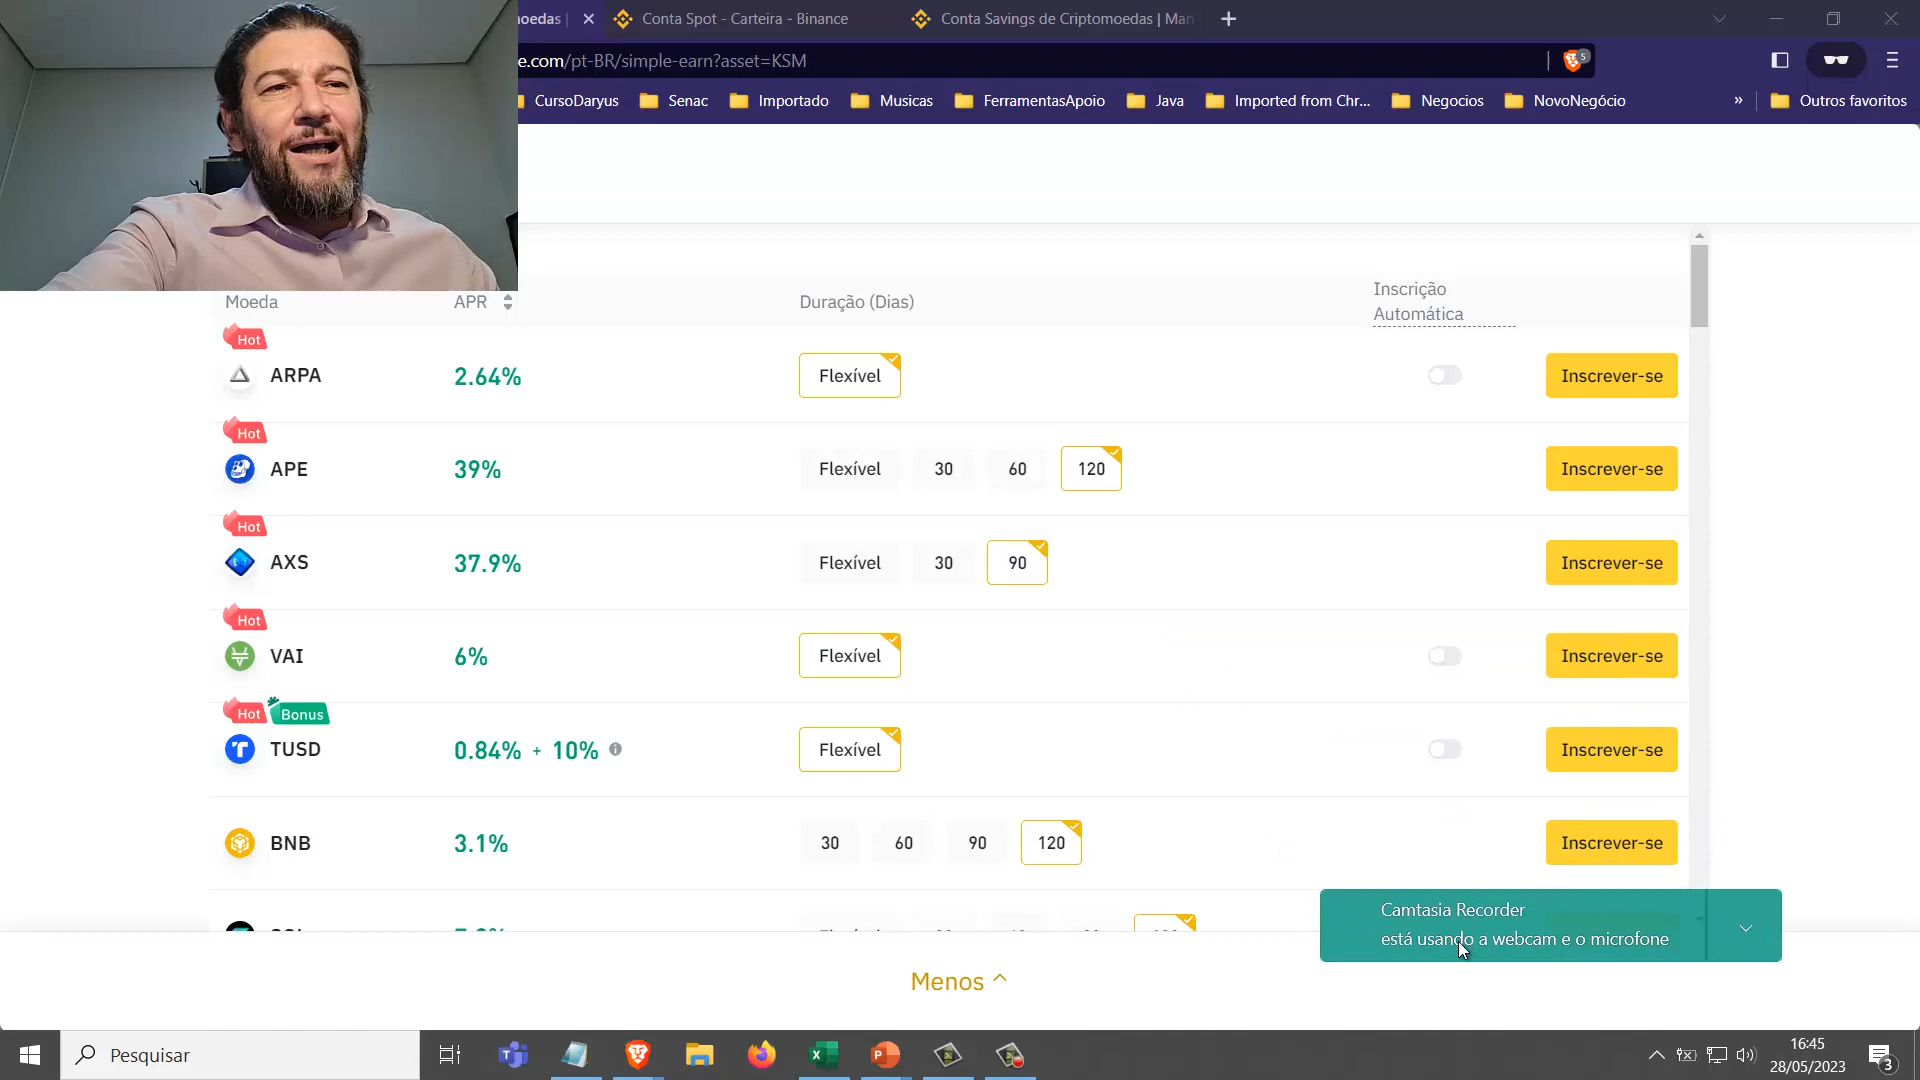 noedas |
Conta Spot - Carteira - Binance
Conta Savings de Criptomoedas | Man
e.com/pt-BR/simple-earn?asset=KSM
5
CursoDaryus
Senac
Importado
Musicas
FerramentasApoio
Java
Imported from Chr...
Negocios
NovoNegócio
»
Outros favoritos
Moeda
APR
Duração (Dias)
Inscrição
Automática
Hot
ARPA
2.64%
Flexível
Inscrever-se
Hot
APE
39%
Flexível
30
60
120
Inscrever-se
Hot
AXS
37.9%
Flexível
30
90
Inscrever-se
Hot
VAI
6%
Flexível
Inscrever-se
Hot
Bonus
TUSD
0.84% + 10%
Flexível
Inscrever-se
BNB
3.1%
30
60
90
120
Inscrever-se
Camtasia Recorder
está usando a webcam e o microfone
Menos
Pesquisar
16:45
28/05/2023
3